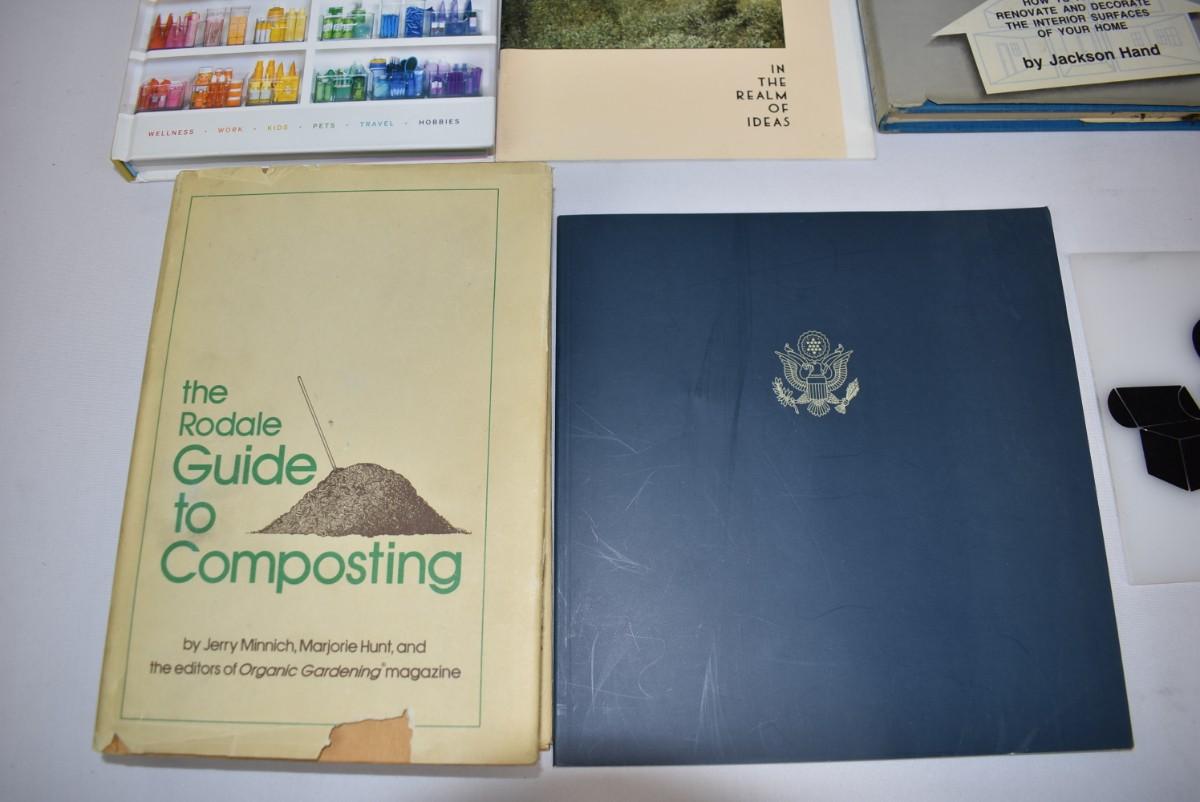 WELLNESS • WORK • KIDS • PETS • TRAVEL • HOBBIES
IN
THE
REALM
OF
IDEAS
RENOVATE AND DECORATE
THE INTERIOR SURFACES
OF YOUR HOME
by Jackson Hand
the
Rodale
Guide
to
Composting
by Jerry Minnich, Marjorie Hunt, and
the editors of Organic Gardening® magazine